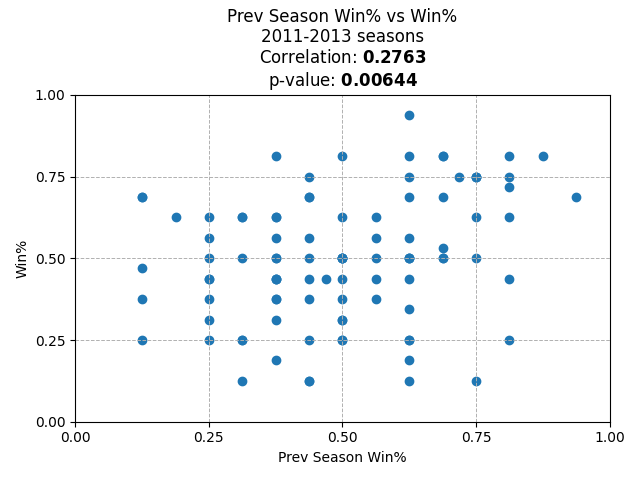 Prev Season Win% vs Win%
2011-2013 seasons
Correlation: 0.2763
p-value: 0.00644
1.00
0.75
0.50
0.25
0.00
Win%
0.00 0.25 0.50 0.75 1.00
Prev Season Win%